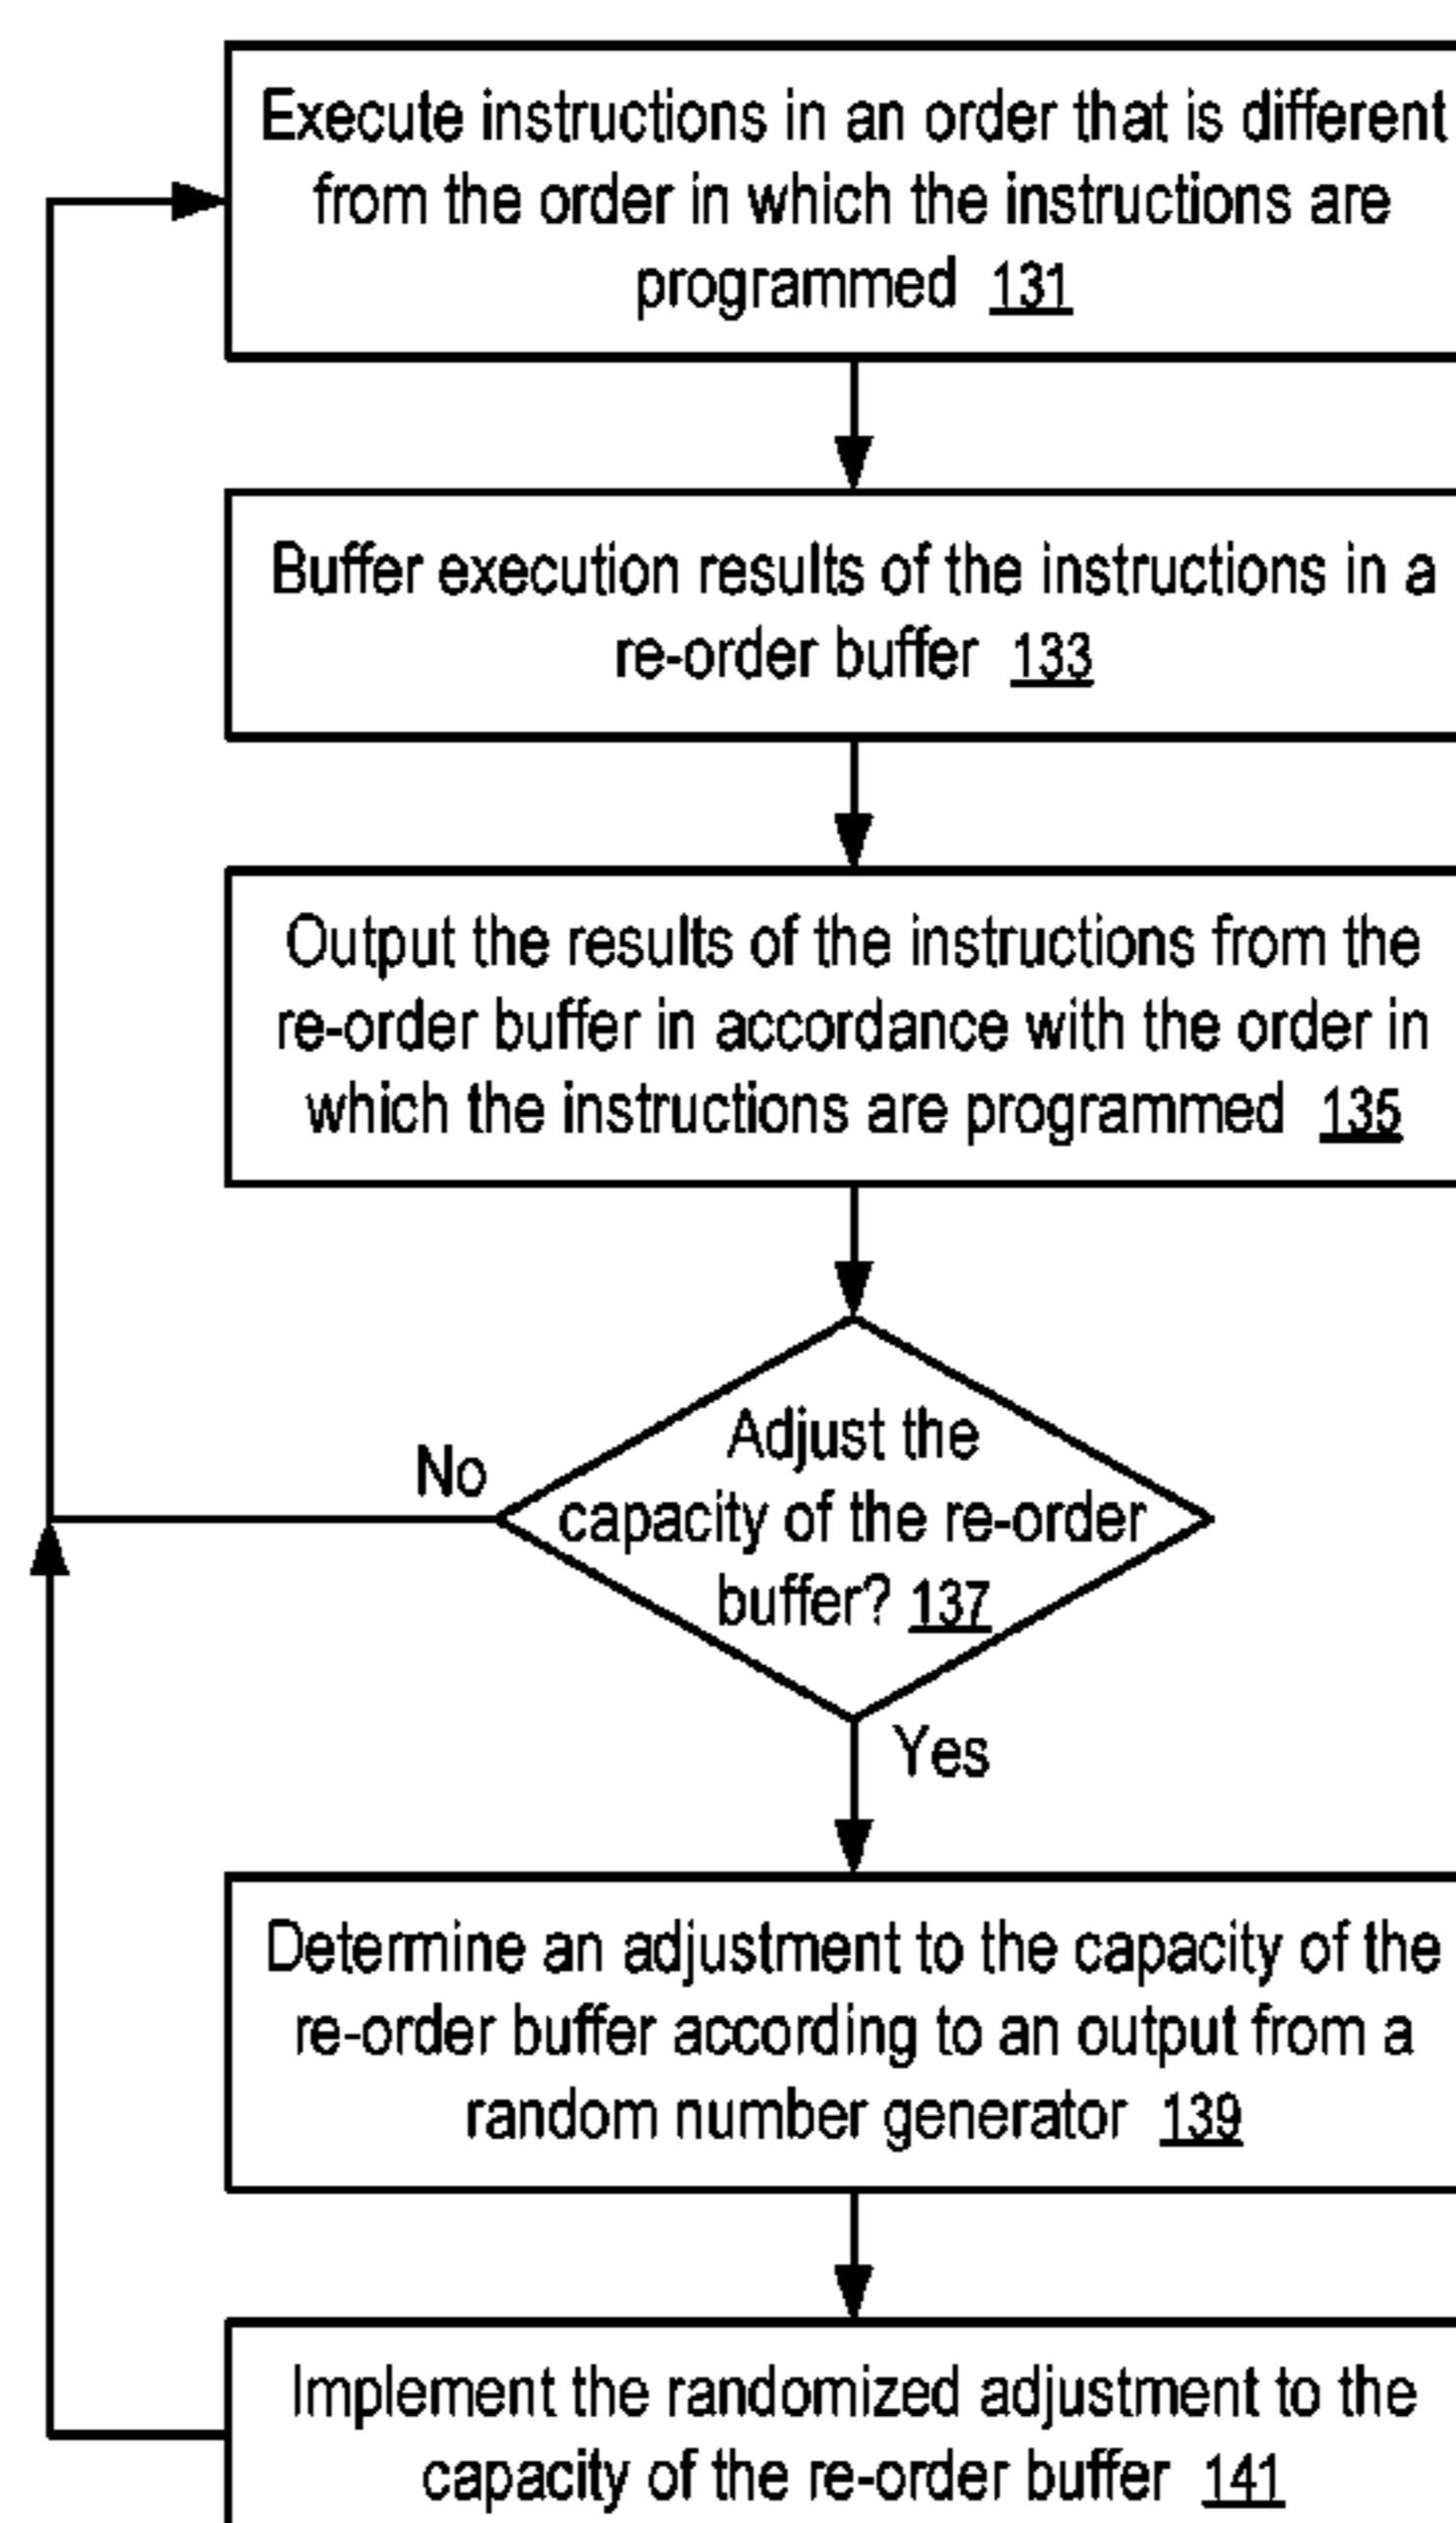 Execute instructions in an order that is different
from the order in which the instructions are
programmed 131
Buffer execution results of the instructions in a
re-order buffer 133
Output the results of the instructions from the
re-order buffer in accordance with the order in
which the instructions are programmed 135
Adjust the
capacity of the re-order
buffer? 137
No
Yes
Determine an adjustment to the capacity of the
re-order buffer according to an output from a
random number generator 139
Implement the randomized adjustment to the
capacity of the re-order buffer 141